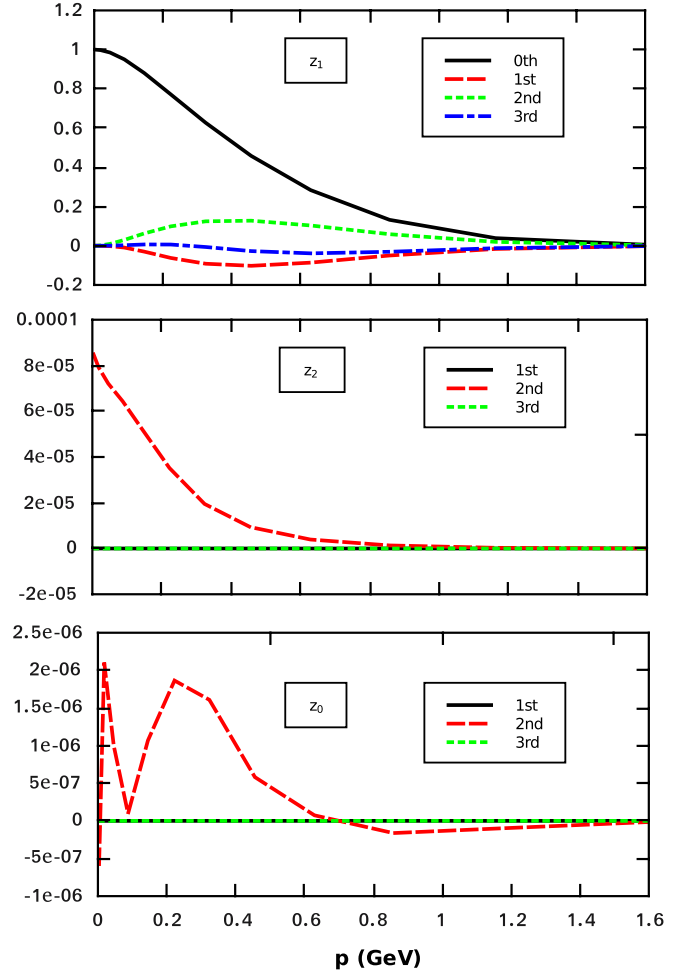 1.2
1
0.8
0.6
0.4
0.2
0
-0.2
z₁
0th
1st
2nd
3rd
0.0001
8e-05
6e-05
4e-05
2e-05
0
-2e-05
z₂
1st
2nd
3rd
2.5e-06
2e-06
1.5e-06
1e-06
5e-07
0
-5e-07
-1e-06
z₀
1st
2nd
3rd
0 0.2 0.4 0.6 0.8 1 1.2 1.4 1.6
p (GeV)